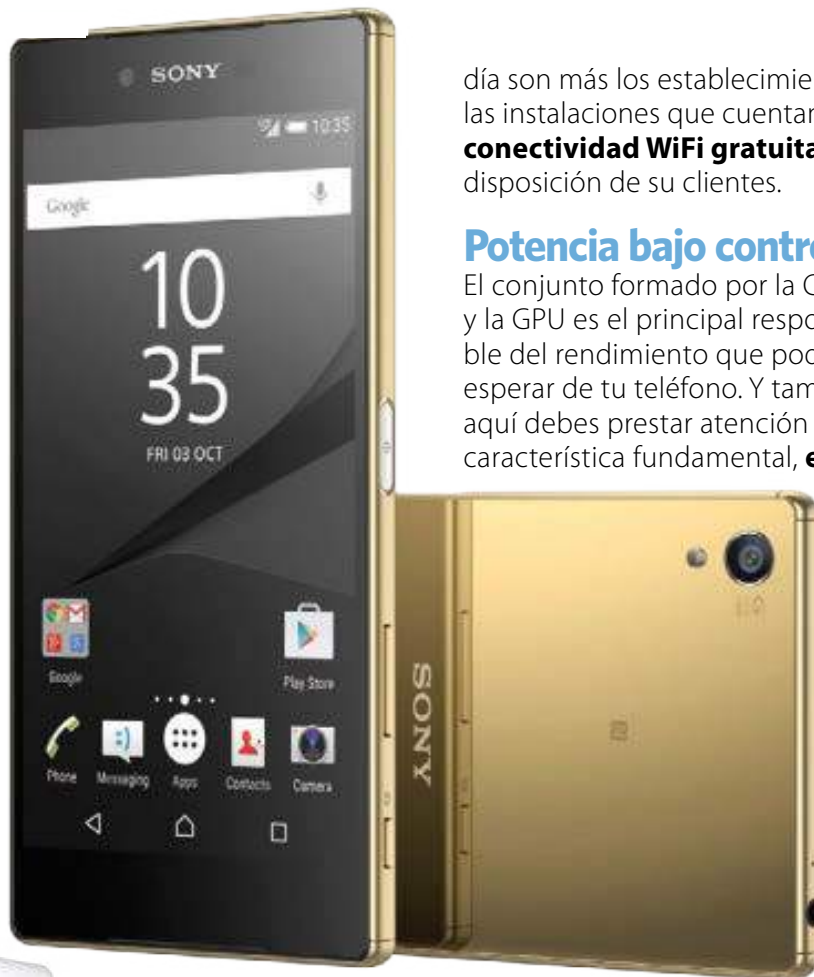 SONY
10:35
Google
10
35
FRI 03 OCT
Google
Play Store
Phone
Messaging
Apps
Contacts
Camera
SONY
día son más los establecimie
las instalaciones que cuentan
conectividad WiFi gratuita
disposición de su clientes.
Potencia bajo contro
El conjunto formado por la C
y la GPU es el principal respo
ble del rendimiento que pod
esperar de tu teléfono. Y tam
aquí debes prestar atención
característica fundamental, e